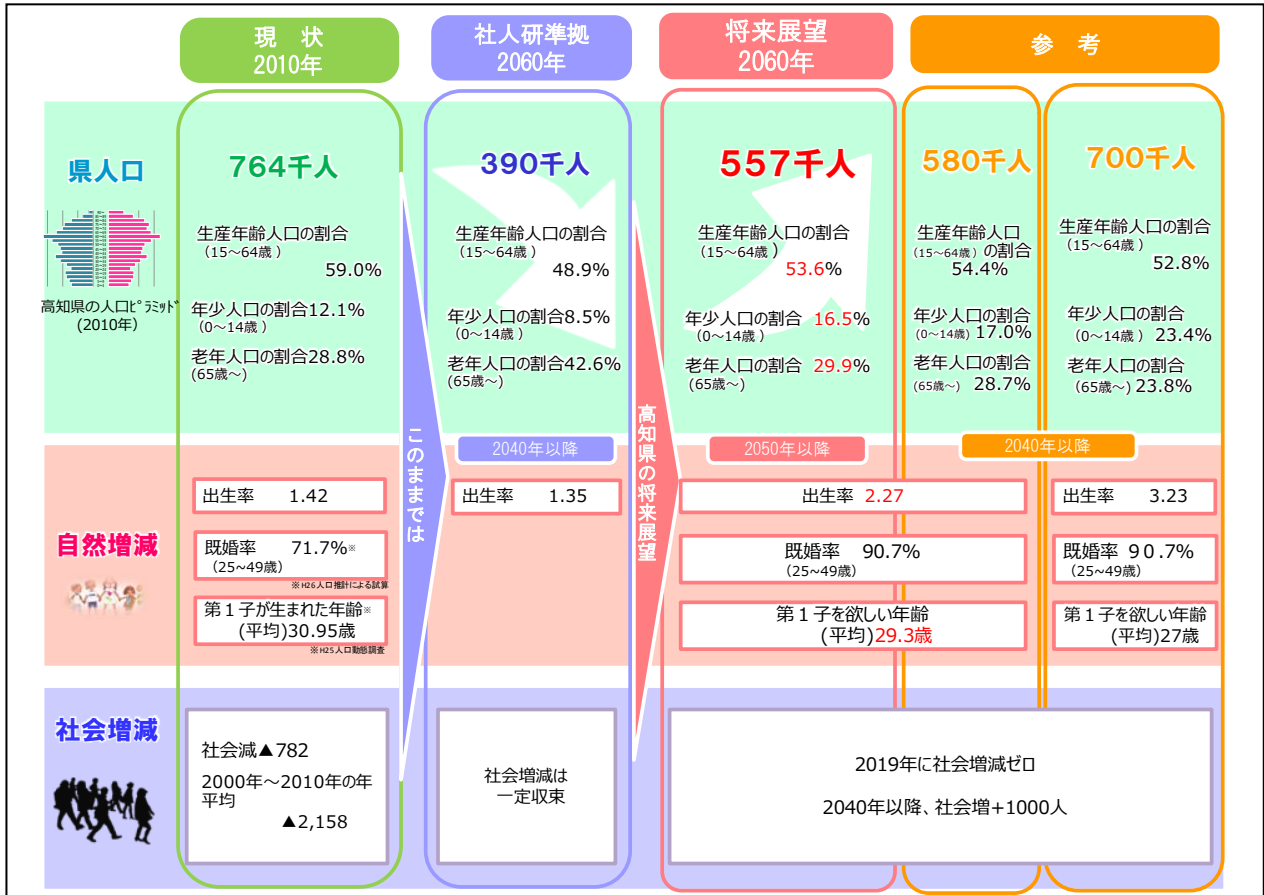 現 状
2010年
社人研準拠
2060年
将来展望
2060年
参 考
県人口
高知県の人口ﾋﾟﾗﾐｯﾄﾞ
(2010年)
764千人
生産年齢人口の割合
(15～64歳 )
59.0%
年少人口の割合12.1%
(0～14歳 )
老年人口の割合28.8%
(65歳～)
390千人
生産年齢人口の割合
(15～64歳 )
48.9%
年少人口の割合8.5%
(0～14歳 )
老年人口の割合42.6%
(65歳～)
557千人
生産年齢人口の割合
(15～64歳 )
53.6%
年少人口の割合 16.5%
(0～14歳 )
老年人口の割合 29.9%
(65歳～)
580千人
生産年齢人口
(15～64歳 ) の割合
54.4%
年少人口の割合
(0～14歳) 17.0%
老年人口の割合
(65歳～) 28.7%
700千人
生産年齢人口の割合
(15～64歳 )
52.8%
年少人口の割合
(0～14歳 ) 23.4%
老年人口の割合
(65歳～) 23.8%
このままでは
高知県の将来展望
2040年以降
2050年以降
2040年以降
自然増減
出生率 1.42
既婚率 71.7%※
(25~49歳)
※H26人口推計による試算
第１子が生まれた年齢※
(平均)30.95歳
※H25人口動態調査
出生率 1.35
出生率 2.27
既婚率 90.7%
(25~49歳)
第１子を欲しい年齢
(平均)29.3歳
出生率 3.23
既婚率 ９０.７%
(25~49歳)
第１子を欲しい年齢
(平均)27歳
社会増減
社会減▲782
2000年～2010年の年
平均
▲2,158
社会増減は
一定収束
2019年に社会増減ゼロ
2040年以降、社会増+1000人